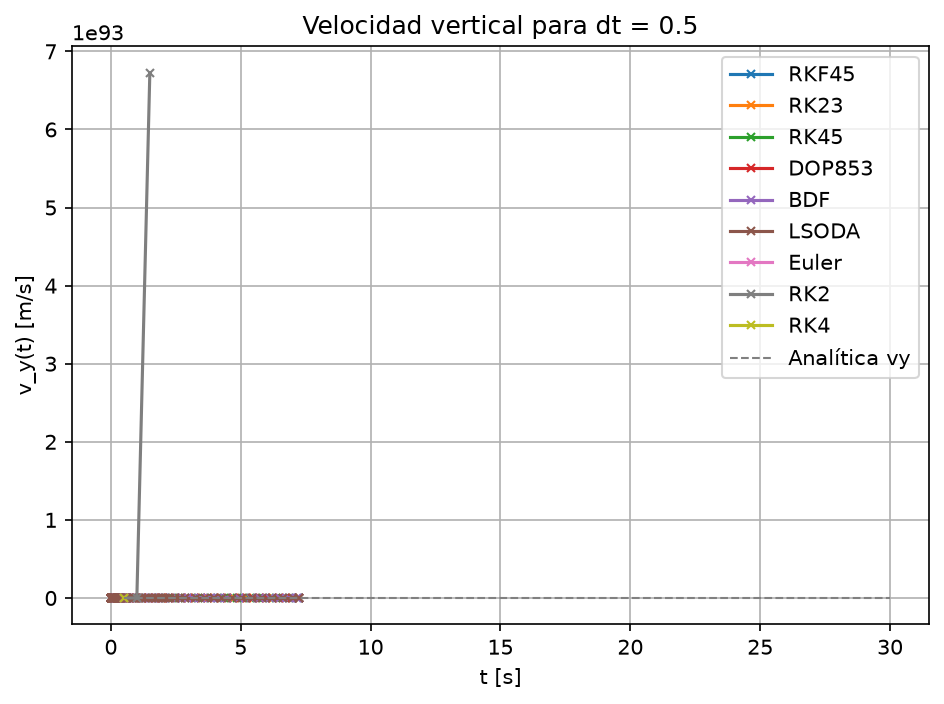 Velocidad vertical para dt = 0.5
1e93
7
6
5
4
3
2
1
0
v_y(t) [m/s]
0 5 10 15 20 25 30
t [s]
RKF45
RK23
RK45
DOP853
BDF
LSODA
Euler
RK2
RK4
Analítica vy